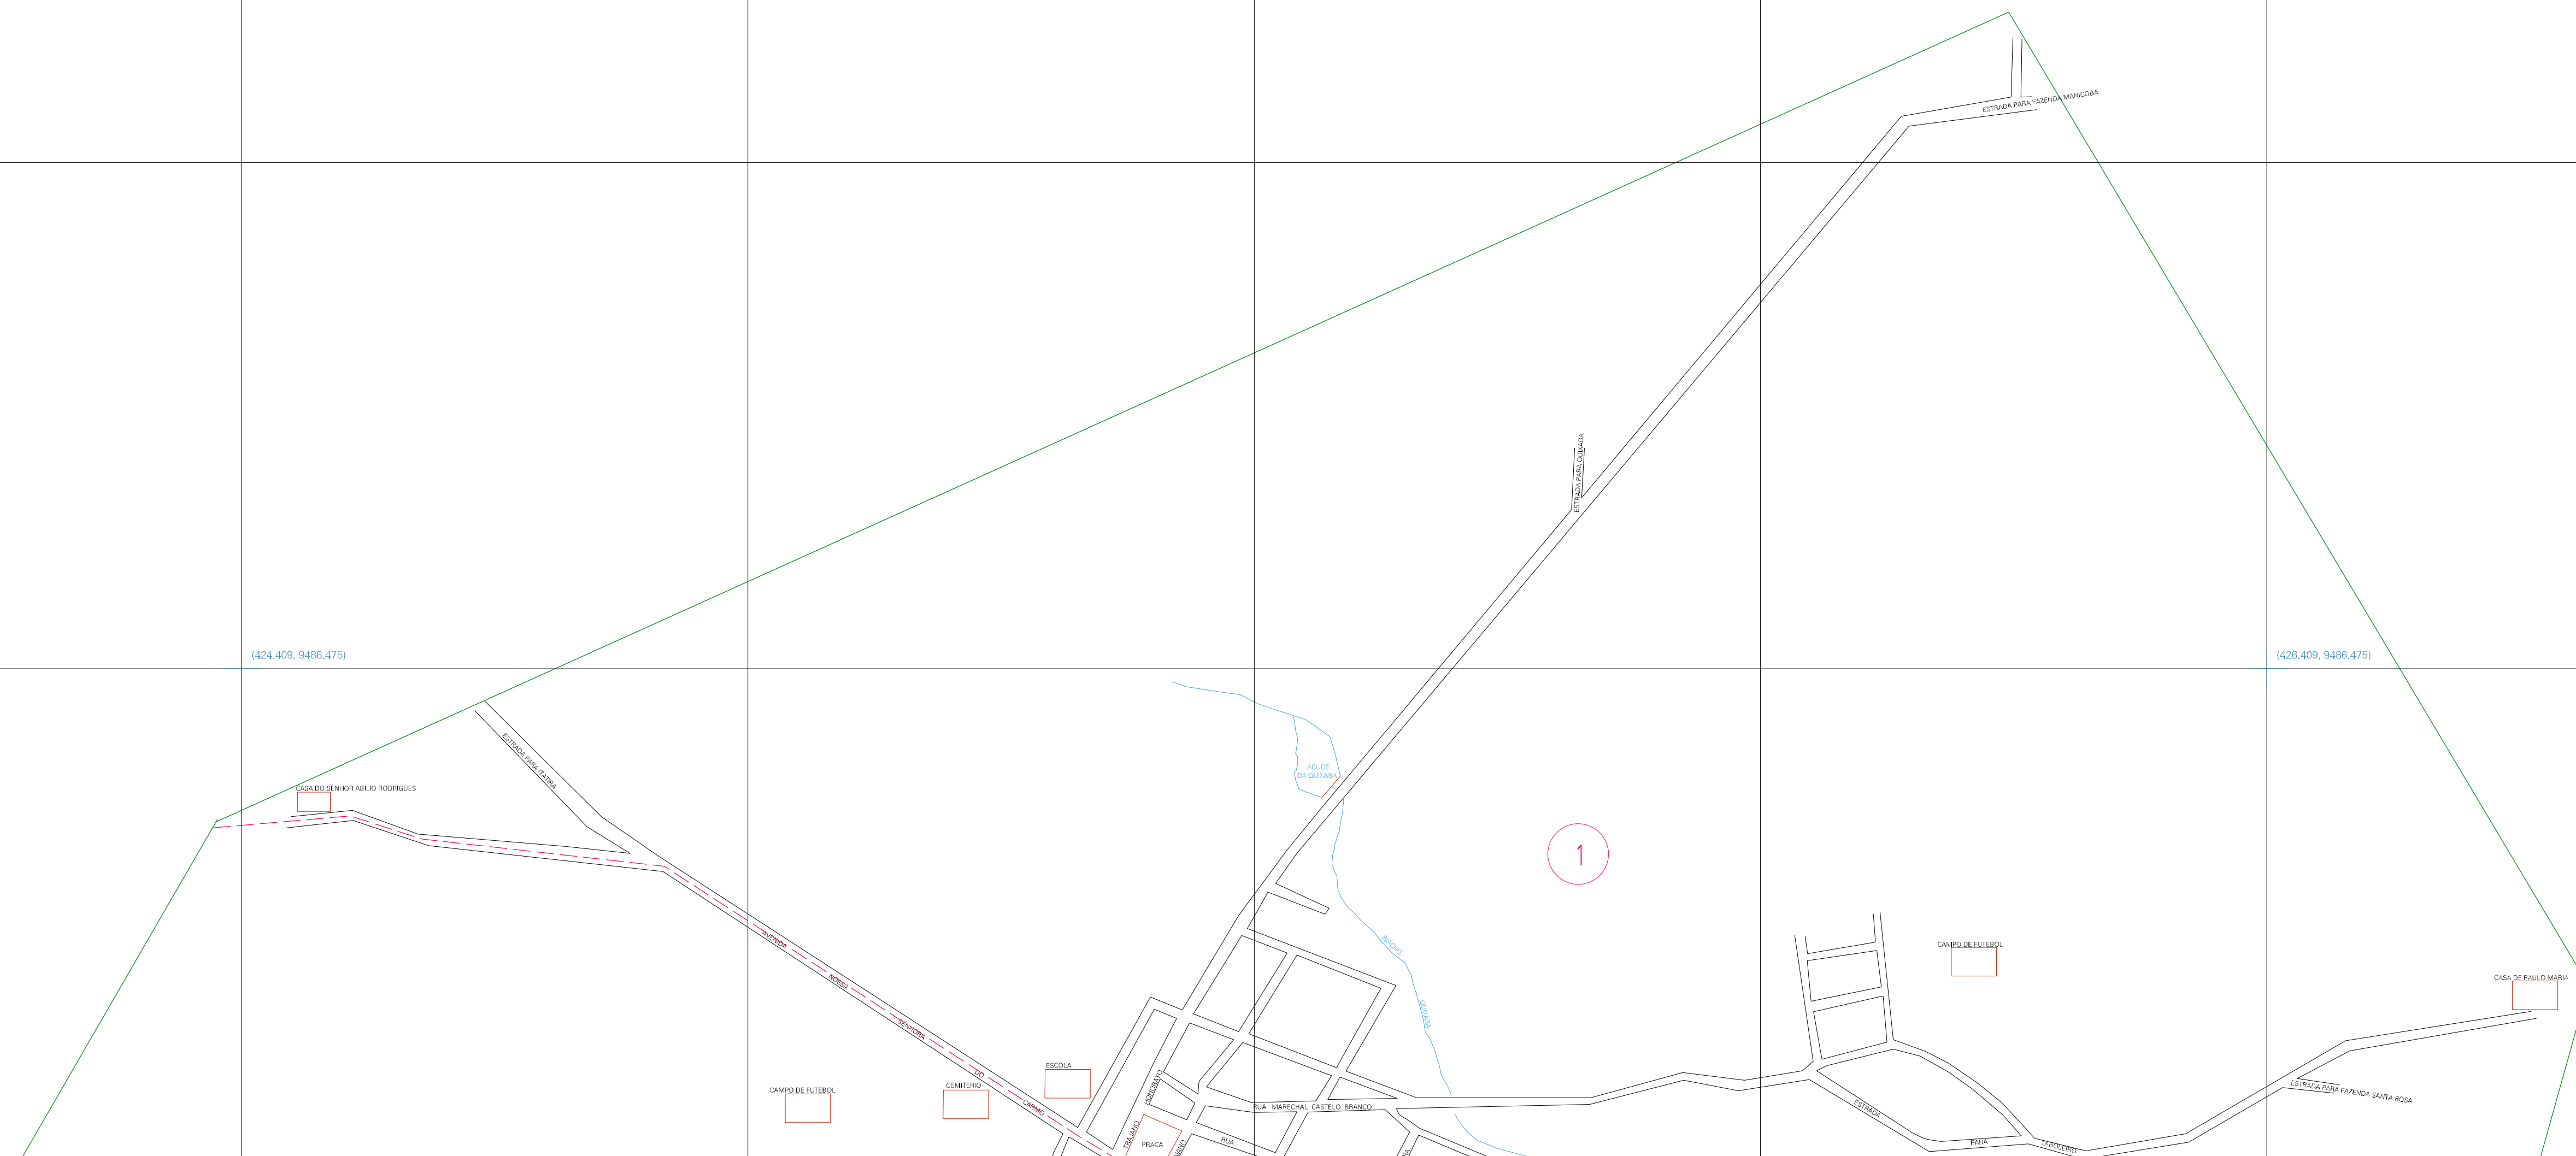 ESTRADA PARA FAZENDA MANICOBA
ESTRADA PARA QUIXADA
(424.409, 9486.475)
(426.409, 9486.475)
ESTRADA PARA ITATIRA
ACUDE
DA QUIXABA
CASA DO SENHOR ABILIO RODRIGUES
1
AVENIDA
NOSSA
SENHORA
DO
CARMO
RIACHO
QUIXABA
CAMPO DE FUTEBOL
CASA DE PAULO MARIA
ESCOLA
CEMITERIO
CAMPO DE FUTEBOL
HONORATO
TRAJANO
RUA MARECHAL CASTELO BRANCO
ESTRADA
PARA
TABOLEIRO
ESTRADA PARA FAZENDA SANTA ROSA
PRACA
RUA